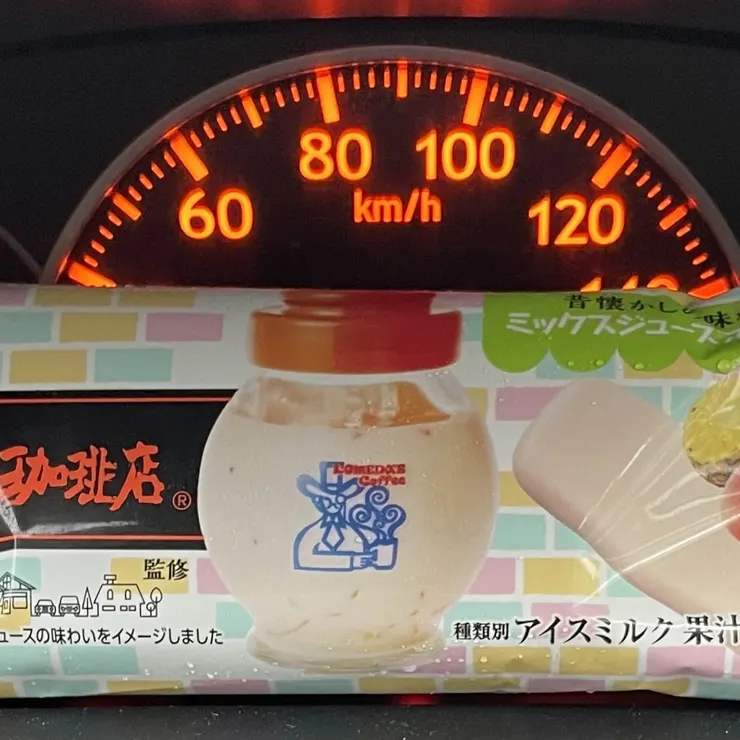 80 100
60 km/h 120
140
昔懐かし
味
ミックスジュース
珈琲店®
KOMEDA'S
Coffee
監修
ュースの味わいをイメージしました
種類別 アイスミルク 果汁